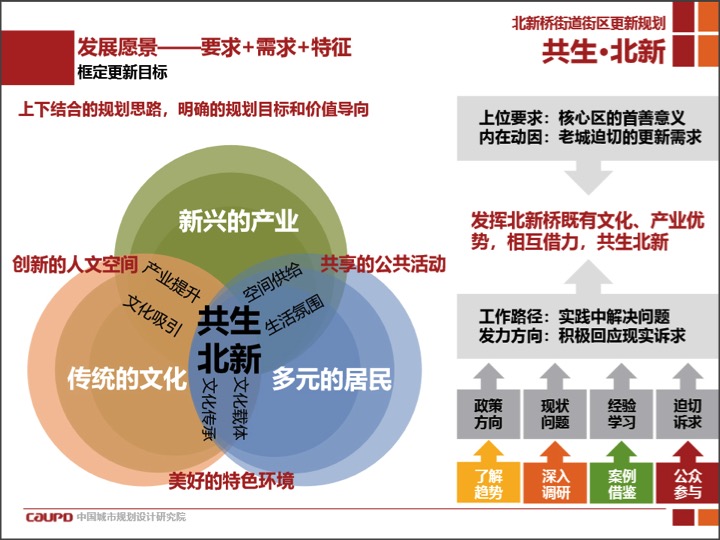 北新桥街道街区更新规划
共生·北新
发展愿景——要求+需求+特征
框定更新目标
上下结合的规划思路，明确的规划目标和价值导向
新兴的产业
创新的人文空间
共享的公共活动
产业提升
文化吸引
空间供给
生活氛围
共生
北新
传统的文化
多元的居民
文化传承
文化载体
美好的特色环境
上位要求：核心区的首善意义
内在动因：老城迫切的更新需求
发挥北新桥既有文化、产业优
势，相互借力，共生北新
工作路径：实践中解决问题
发力方向：积极回应现实诉求
政策
方向
现状
问题
经验
学习
迫切
诉求
了解
趋势
深入
调研
案例
借鉴
公众
参与
CAUPD 中国城市规划设计研究院